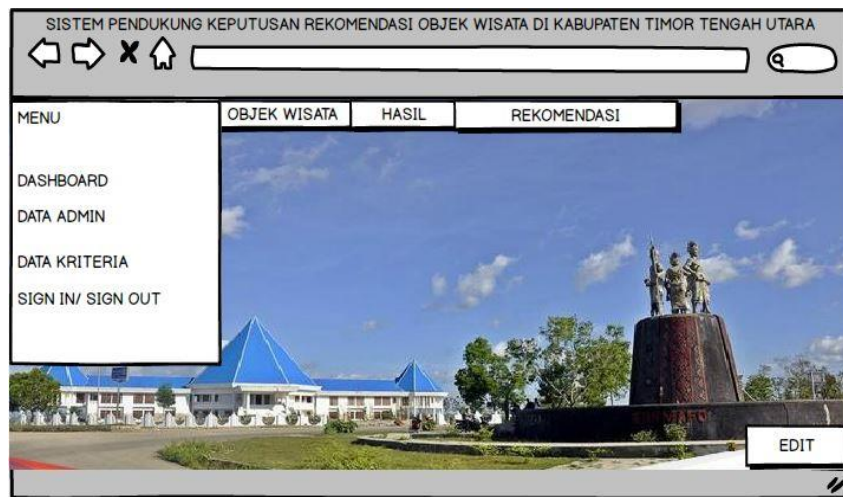 SISTEM PENDUKUNG KEPUTUSAN REKOMENDASI OBJEK WISATA DI KABUPATEN TIMOR TENGAH UTARA
MENU
OBJEK WISATA
HASIL
REKOMENDASI
DASHBOARD
DATA ADMIN
DATA KRITERIA
SIGN IN/ SIGN OUT
EDIT